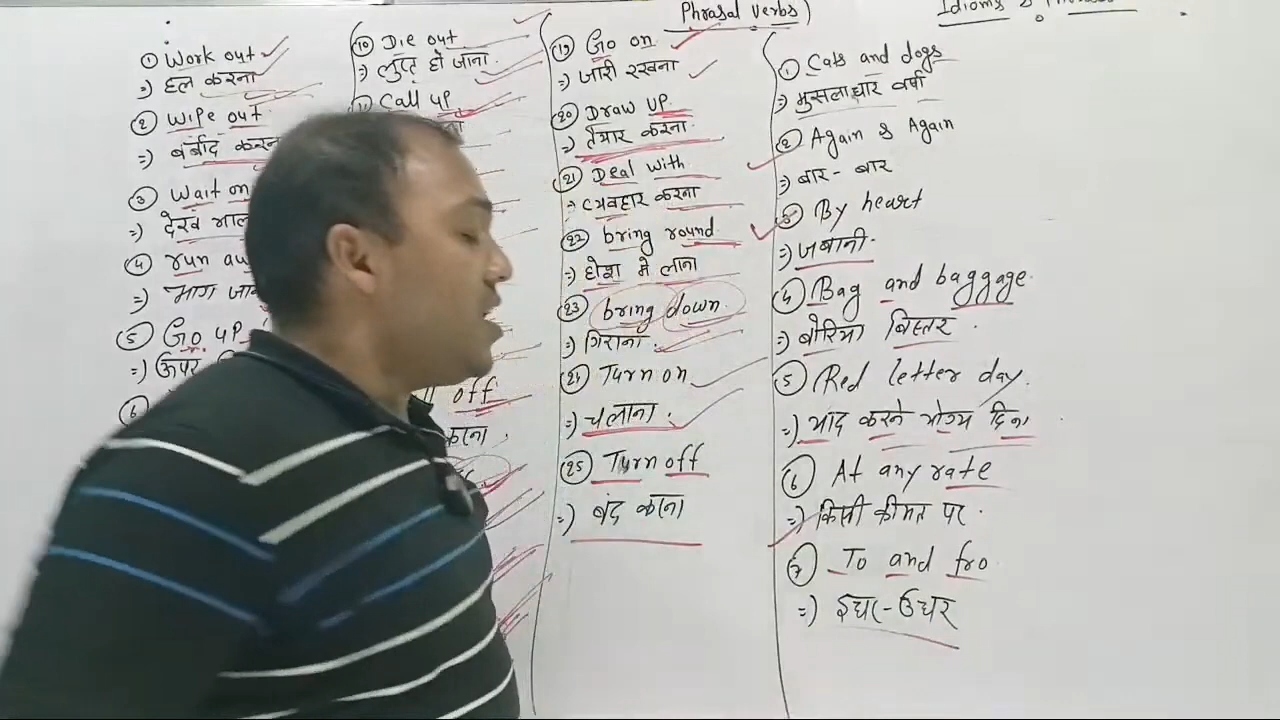 Phrasal Verbs)
Idioms &
① Work out
=) हल करना
② Wipe out
=) बर्बाद करना
③ Wait on
=) देख भाल
④ run
=) भाग
⑤ Go up
=) ऊपर
⑥
⑩ Die out
=) लुप्त हो जाना.
⑪ Call up
off
करना
⑲ Go on
=) जारी रखना
⑳ Draw up
=) तैयार करना
㉑ Deal with
=) व्यवहार करना
㉒ bring round
=) होश मे लाना
㉓ bring down.
=) गिराना.
Turn on
=) चलाना.
㉕ Turn off
=) बंद करना
① Cats and dogs
=) मुसलाधार वर्षा
② Again & Again
=) बार - बार
③ By heart
=) जबानी.
④ Bag and baggage.
=) बोरिया बिस्तर.
⑤ Red letter day.
=) याद करने योग्य दिन।
⑥ At any rate
=) किसी कीमत पर.
⑦ To and fro
=) इधर-उधर